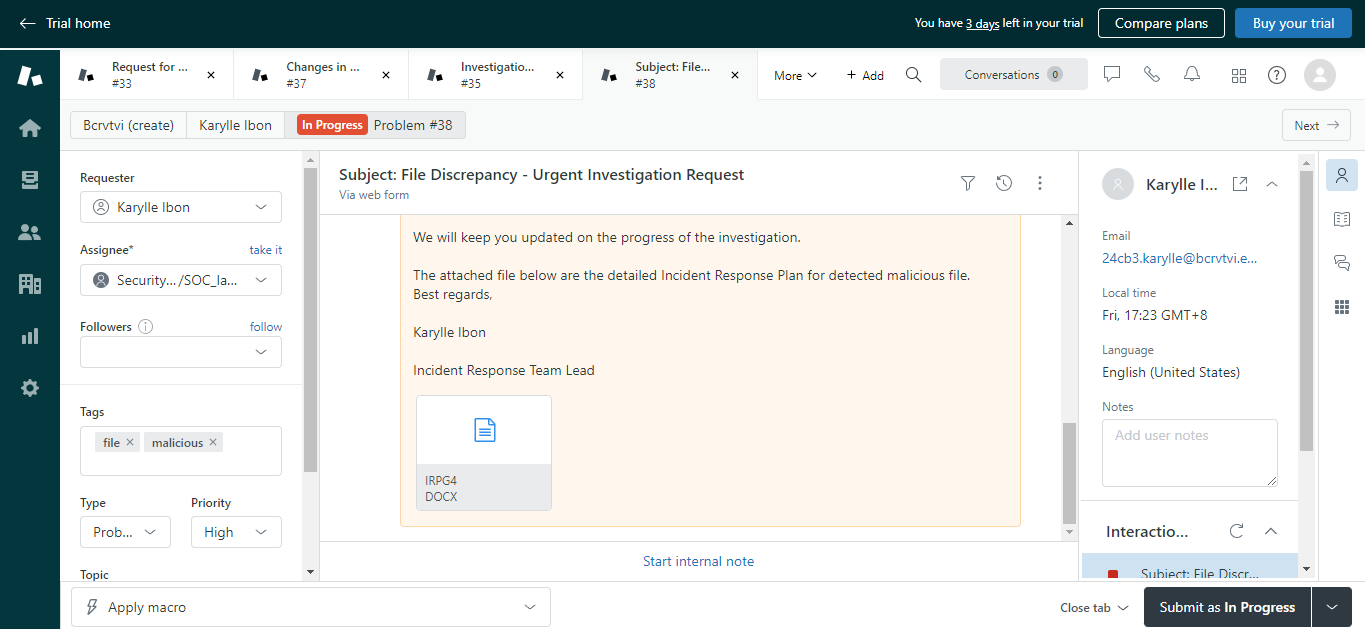 Trial home
You have 3 days left in your trial
Compare plans
Buy your trial
Request for ...
#33
Changes in ...
#37
Investigatio...
#35
Subject: File...
#38
More
+ Add
Conversations 0
Bcrvtvi (create)
Karylle Ibon
In Progress Problem #38
Next
Requester
Karylle Ibon
Assignee*
take it
Security... /SOC_la...
Followers
follow
Tags
file
malicious
Type
Priority
Prob...
High
Topic
Subject: File Discrepancy - Urgent Investigation Request
Via web form
We will keep you updated on the progress of the investigation.
The attached file below are the detailed Incident Response Plan for detected malicious file.
Best regards,
Karylle Ibon
Incident Response Team Lead
IRPG4
DOCX
Start internal note
Karylle I...
Email
24cb3.karylle@bcrvtvi.e...
Local time
Fri, 17:23 GMT+8
Language
English (United States)
Notes
Add user notes
Interactio...
Subject: File Discr...
Apply macro
Close tab
Submit as In Progress